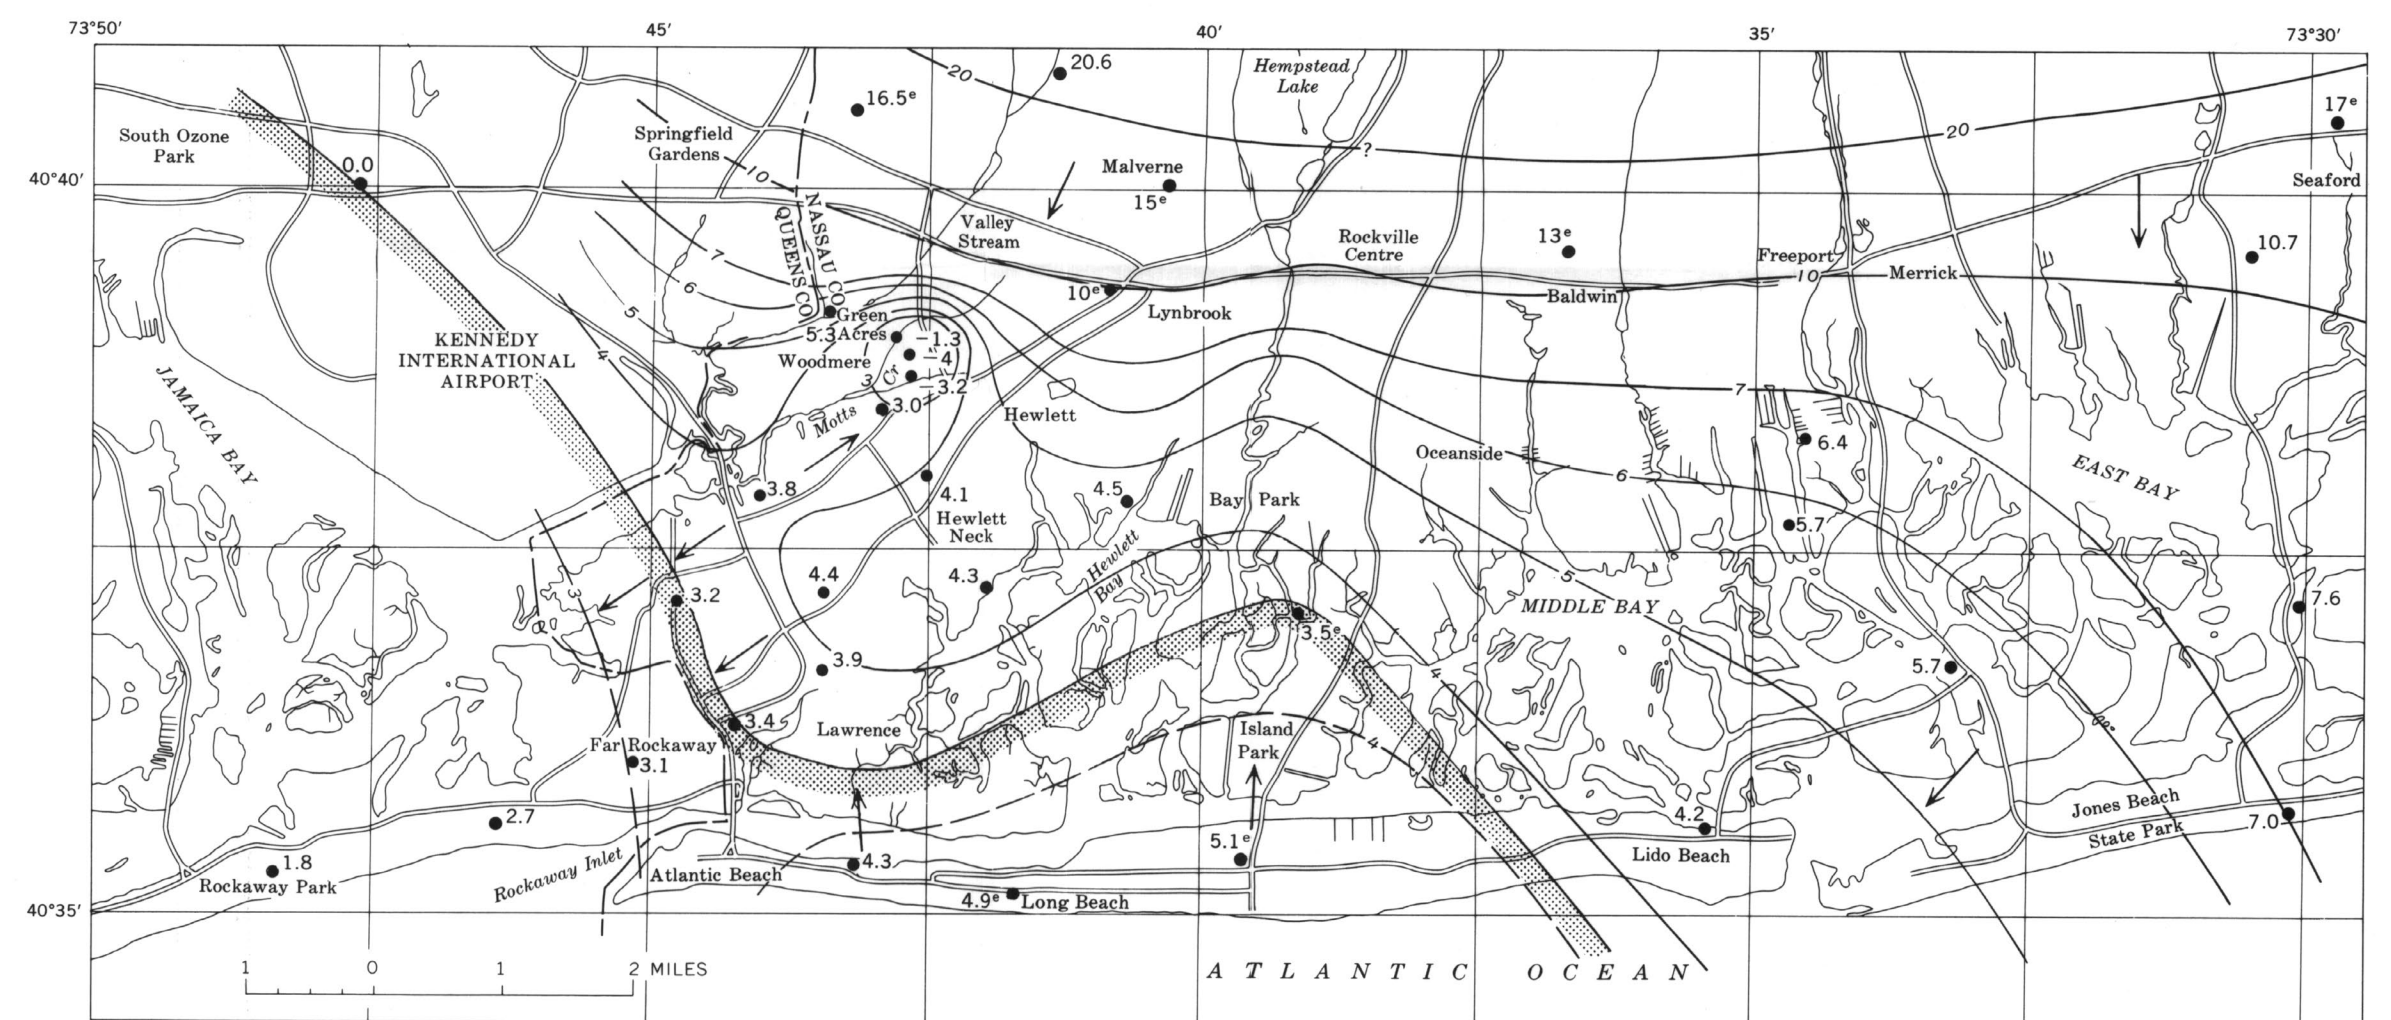 73°50′
45′
40′
35′
73°30′
20
20.6
Hempstead
Lake
16.5e
17e
South Ozone
Park
Springfield
Gardens
20
?
0.0
Malverne
40°40′
10
15e
Seaford
NASSAU CO
QUEENS CO
Valley
Stream
Rockville
Centre
13e
10.7
7
Freeport
10
Merrick
6
10e
Baldwin
5
Green
Acres
5.3
Lynbrook
KENNEDY
INTERNATIONAL
AIRPORT
4
−1.3
−4
−3.2
Woodmere
3
Cr
JAMAICA BAY
3.0
Motts
Hewlett
7
6.4
Oceanside
6
EAST BAY
3.8
4.1
4.5
Bay Park
Hewlett
Neck
5.7
Hewlett
Bay
3
3.2
4.4
4.3
5
MIDDLE BAY
7.6
3.5e
3.9
4
5.7
3.4
Lawrence
Island
Park
4
6
Far Rockaway
3.1
2.7
4.2
Jones Beach
State Park
7.0
1.8
Rockaway Park
Rockaway Inlet
Atlantic Beach
4.3
5.1e
Lido Beach
4.9e
Long Beach
40°35′
1 0 1 2 MILES
ATLANTIC OCEAN